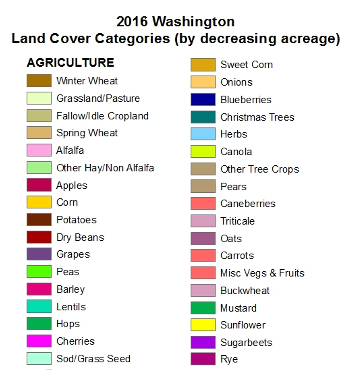 2016 Washington
Land Cover Categories (by decreasing acreage)
AGRICULTURE
Winter Wheat
Grassland/Pasture
Fallow/Idle Cropland
Spring Wheat
Alfalfa
Other Hay/Non Alfalfa
Apples
Corn
Potatoes
Dry Beans
Grapes
Peas
Barley
Lentils
Hops
Cherries
Sod/Grass Seed
Sweet Corn
Onions
Blueberries
Christmas Trees
Herbs
Canola
Other Tree Crops
Pears
Caneberries
Triticale
Oats
Carrots
Misc Vegs & Fruits
Buckwheat
Mustard
Sunflower
Sugarbeets
Rye